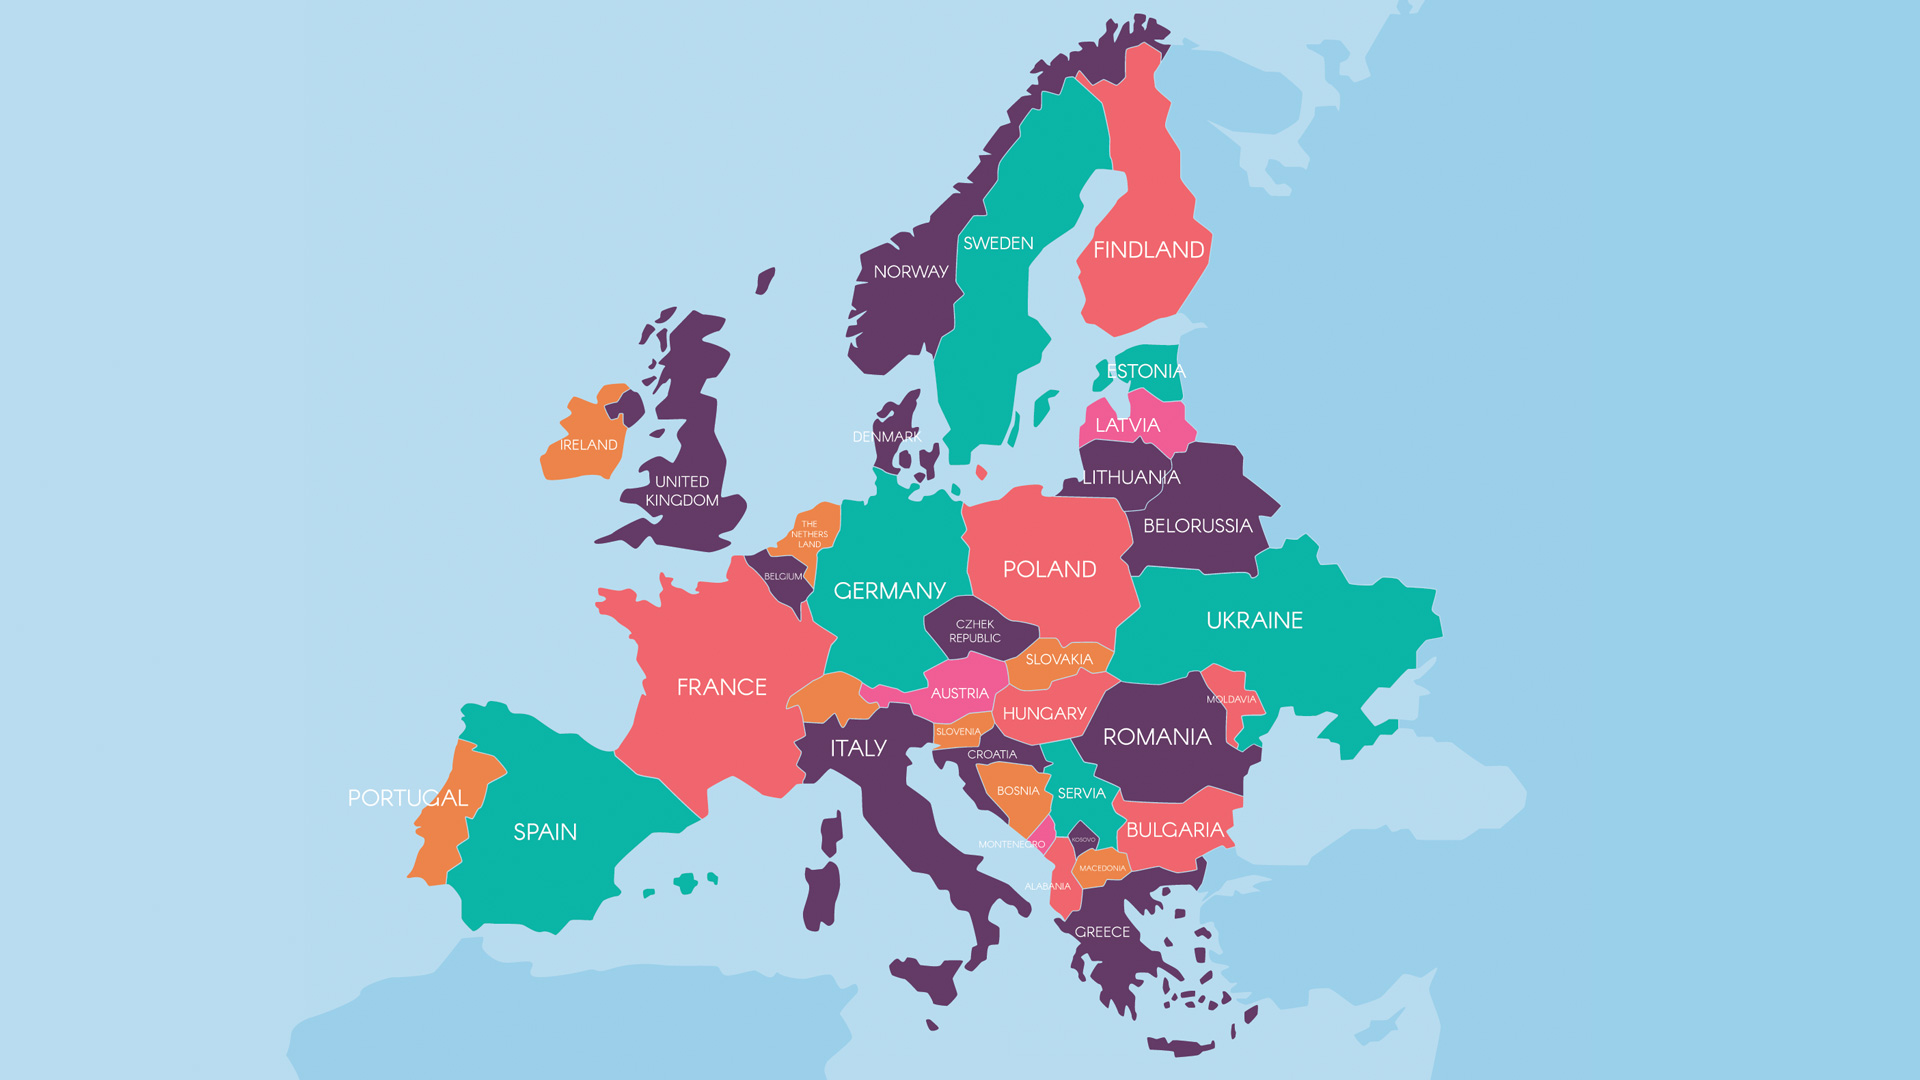 SWEDEN
FINDLAND
NORWAY
ESTONIA
LATVIA
DENMARK
IRELAND
LITHUANIA
UNITED
KINGDOM
THE
NETHERS
LAND
BELORUSSIA
POLAND
BELGIUM
GERMANY
UKRAINE
CZHEK
REPUBLIC
SLOVAKIA
FRANCE
AUSTRIA
MOLDAVIA
HUNGARY
SLOVENIA
ROMANIA
ITALY
CROATIA
BOSNIA
SERVIA
PORTUGAL
SPAIN
BULGARIA
KOSOVO
MONTENEGRO
MACEDONIA
ALABANIA
GREECE